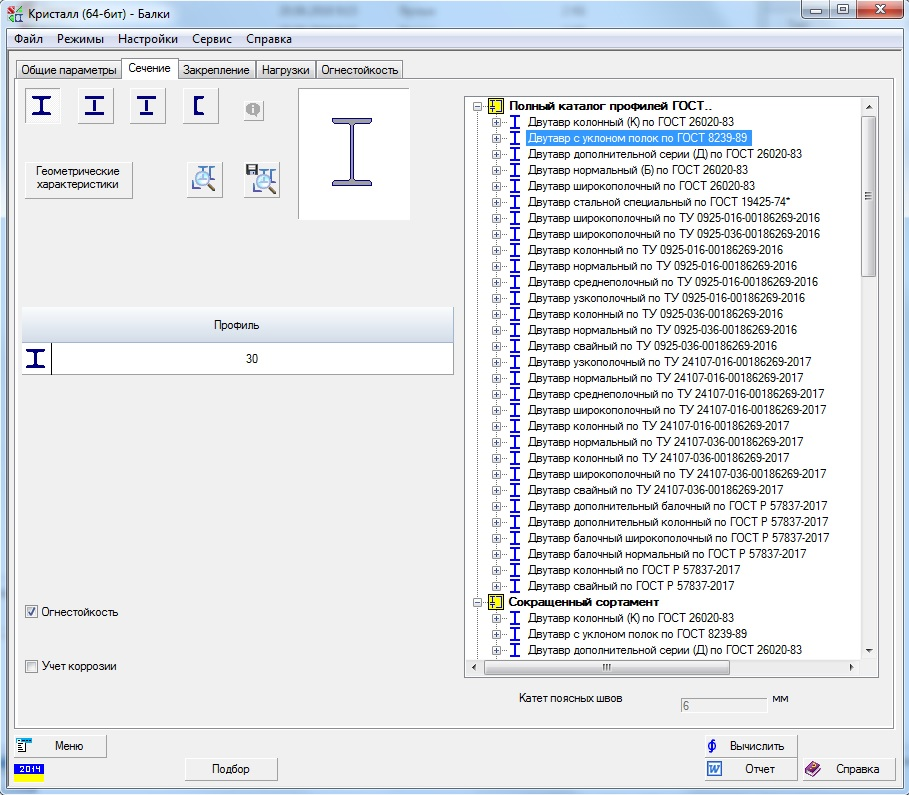 Кристалл (64-бит) - Балки
Файл Режимы Настройки Сервис Справка
Общие параметры Сечение Закрепление Нагрузки Огнестойкость
Геометрические
характеристики
Профиль
30
Огнестойкость
Учет коррозии
Полный каталог профилей ГОСТ..
Двутавр колонный (К) по ГОСТ 26020-83
Двутавр с уклоном полок по ГОСТ 8239-89
Двутавр дополнительной серии (Д) по ГОСТ 26020-83
Двутавр нормальный (Б) по ГОСТ 26020-83
Двутавр широкополочный по ГОСТ 26020-83
Двутавр стальной специальный по ГОСТ 19425-74*
Двутавр широкополочный по ТУ 0925-016-00186269-2016
Двутавр широкополочный по ТУ 0925-036-00186269-2016
Двутавр колонный по ТУ 0925-016-00186269-2016
Двутавр нормальный по ТУ 0925-016-00186269-2016
Двутавр среднеполочный по ТУ 0925-016-00186269-2016
Двутавр узкополочный по ТУ 0925-016-00186269-2016
Двутавр колонный по ТУ 0925-036-00186269-2016
Двутавр нормальный по ТУ 0925-036-00186269-2016
Двутавр свайный по ТУ 0925-036-00186269-2016
Двутавр узкополочный по ТУ 24107-016-00186269-2017
Двутавр нормальный по ТУ 24107-016-00186269-2017
Двутавр среднеполочный по ТУ 24107-016-00186269-2017
Двутавр широкополочный по ТУ 24107-016-00186269-2017
Двутавр колонный по ТУ 24107-016-00186269-2017
Двутавр нормальный по ТУ 24107-036-00186269-2017
Двутавр колонный по ТУ 24107-036-00186269-2017
Двутавр широкополочный по ТУ 24107-036-00186269-2017
Двутавр свайный по ТУ 24107-036-00186269-2017
Двутавр дополнительный балочный по ГОСТ Р 57837-2017
Двутавр дополнительный колонный по ГОСТ Р 57837-2017
Двутавр балочный широкополочный по ГОСТ Р 57837-2017
Двутавр балочный нормальный по ГОСТ Р 57837-2017
Двутавр колонный по ГОСТ Р 57837-2017
Двутавр свайный по ГОСТ Р 57837-2017
Сокращенный сортамент
Двутавр колонный (К) по ГОСТ 26020-83
Двутавр с уклоном полок по ГОСТ 8239-89
Двутавр дополнительной серии (Д) по ГОСТ 26020-83
Катет поясных швов 6 мм
Меню Вычислить
2014 Подбор Отчет Справка